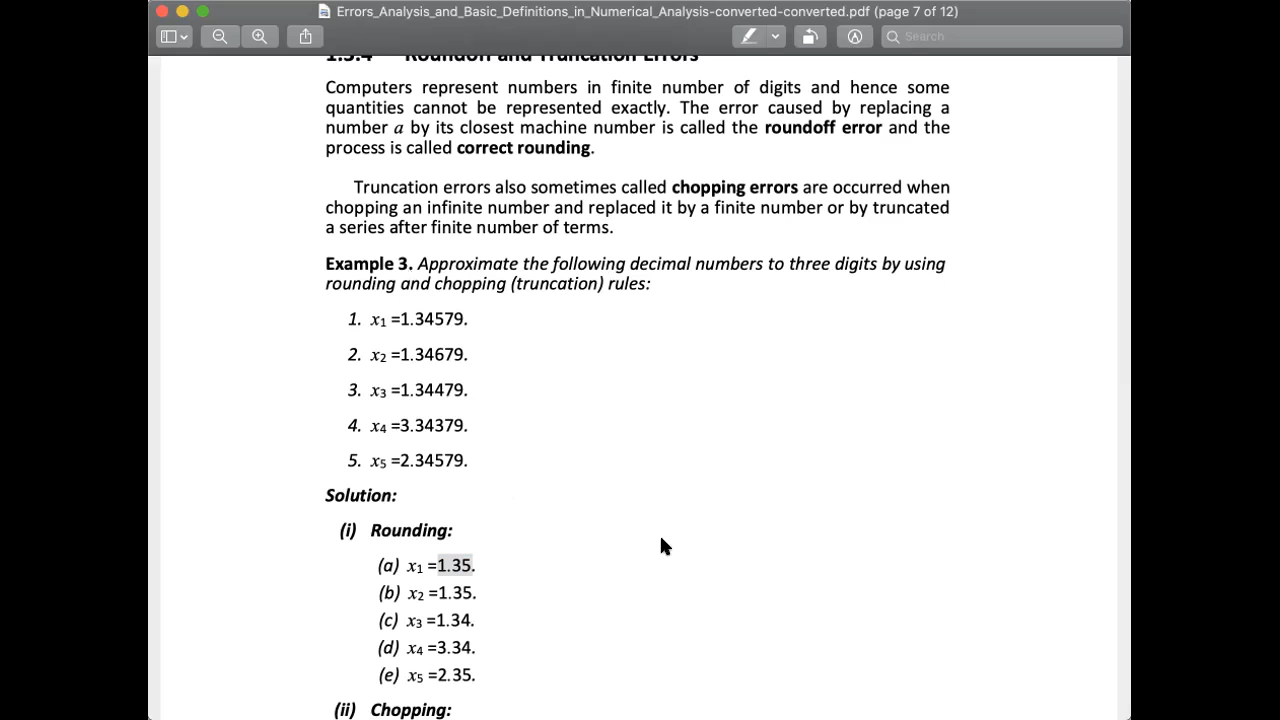 Errors_Analysis_and_Basic_Definitions_in_Numerical_Analysis-converted-converted.pdf (page 7 of 12)
Search
1.3.4 Roundoff and Truncation Errors
Computers represent numbers in finite number of digits and hence some
quantities cannot be represented exactly. The error caused by replacing a
number a by its closest machine number is called the roundoff error and the
process is called correct rounding.
Truncation errors also sometimes called chopping errors are occurred when
chopping an infinite number and replaced it by a finite number or by truncated
a series after finite number of terms.
Example 3. Approximate the following decimal numbers to three digits by using
rounding and chopping (truncation) rules:
1. x₁ =1.34579.
2. x₂ =1.34679.
3. x₃ =1.34479.
4. x₄ =3.34379.
5. x₅ =2.34579.
Solution:
(i) Rounding:
(a) x₁ =1.35.
(b) x₂ =1.35.
(c) x₃ =1.34.
(d) x₄ =3.34.
(e) x₅ =2.35.
(ii) Chopping: